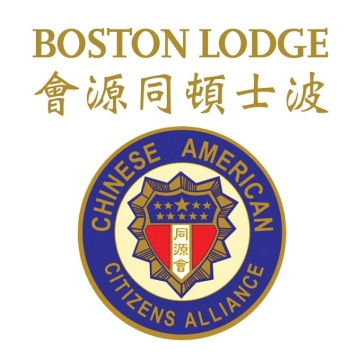 BOSTON LODGE
波士頓同源會
CHINESE AMERICAN
CITIZENS ALLIANCE
同源會